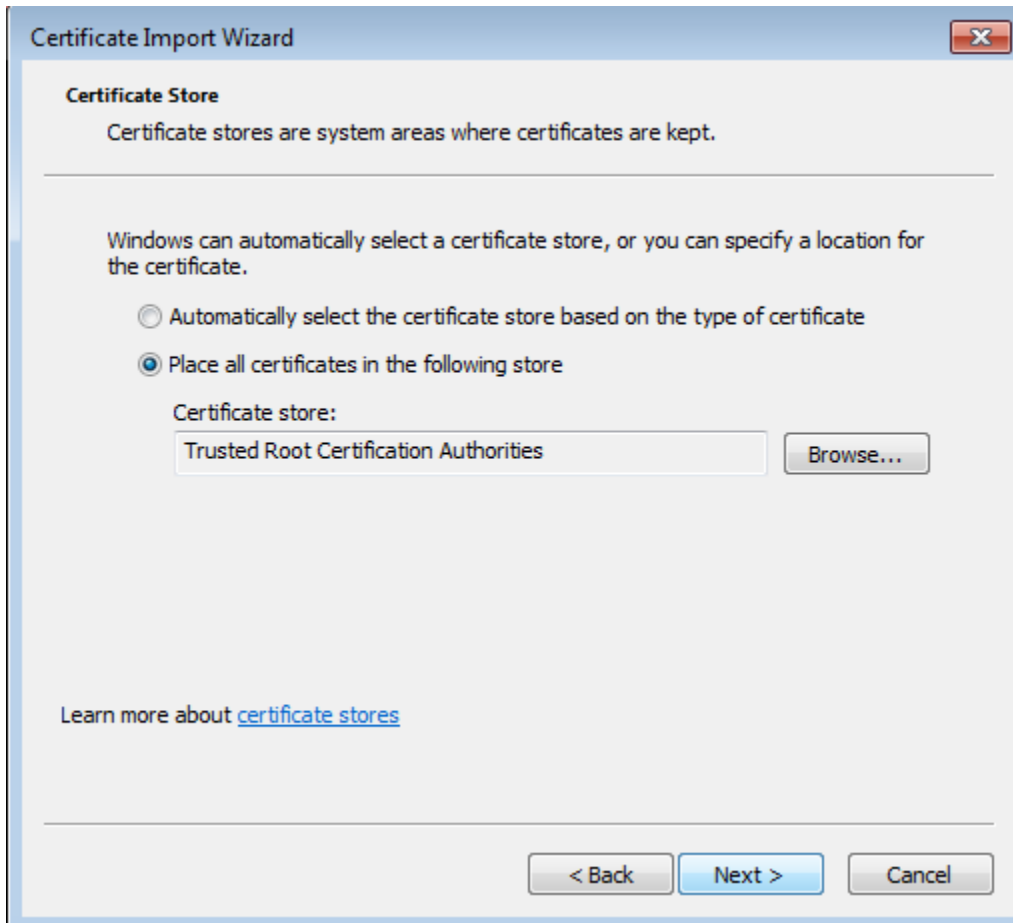 Certificate Import Wizard
Certificate Store
Certificate stores are system areas where certificates are kept.
Windows can automatically select a certificate store, or you can specify a location for
the certificate.
Automatically select the certificate store based on the type of certificate
Place all certificates in the following store
Certificate store:
Trusted Root Certification Authorities
Browse...
Learn more about certificate stores
< Back
Next >
Cancel